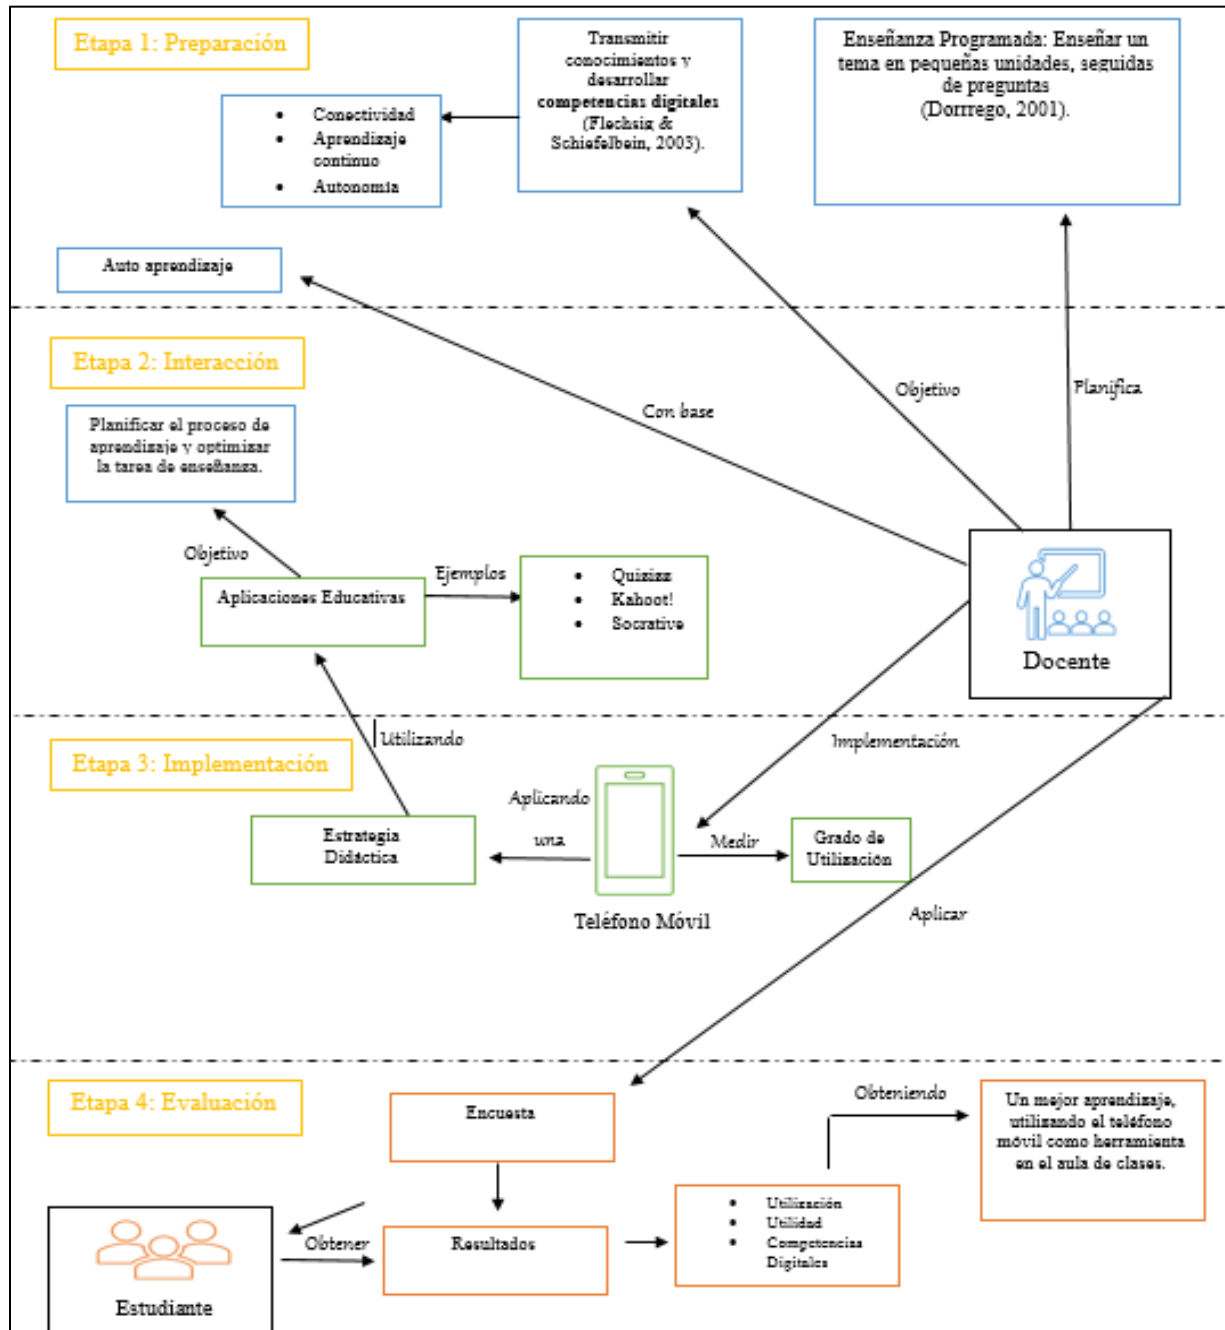 Etapa 1: Preparación
Transmitir
conocimientos y
desarrollar
competencias digitales
(Flechsig &
Schiefelbein, 2003).
Enseñanza Programada: Enseñar un
tema en pequeñas unidades, seguidas
de preguntas
(Dorrrego, 2001).
• Conectividad
• Aprendizaje
continuo
• Autonomía
Auto aprendizaje
Etapa 2: Interacción
Con base
Objetivo
Planifica
Planificar el proceso de
aprendizaje y optimizar
la tarea de enseñanza.
Objetivo
Aplicaciones Educativas
Ejemplos
• Quizizz
• Kahoot!
• Socrative
Docente
Etapa 3: Implementación
Utilizando
Implementación
Aplicando
una
Estrategia
Didáctica
Medir
Grado de
Utilización
Teléfono Móvil
Aplicar
Etapa 4: Evaluación
Encuesta
Obteniendo
Un mejor aprendizaje,
utilizando el teléfono
móvil como herramienta
en el aula de clases.
Obtener
Resultados
• Utilización
• Utilidad
• Competencias
Digitales
Estudiante